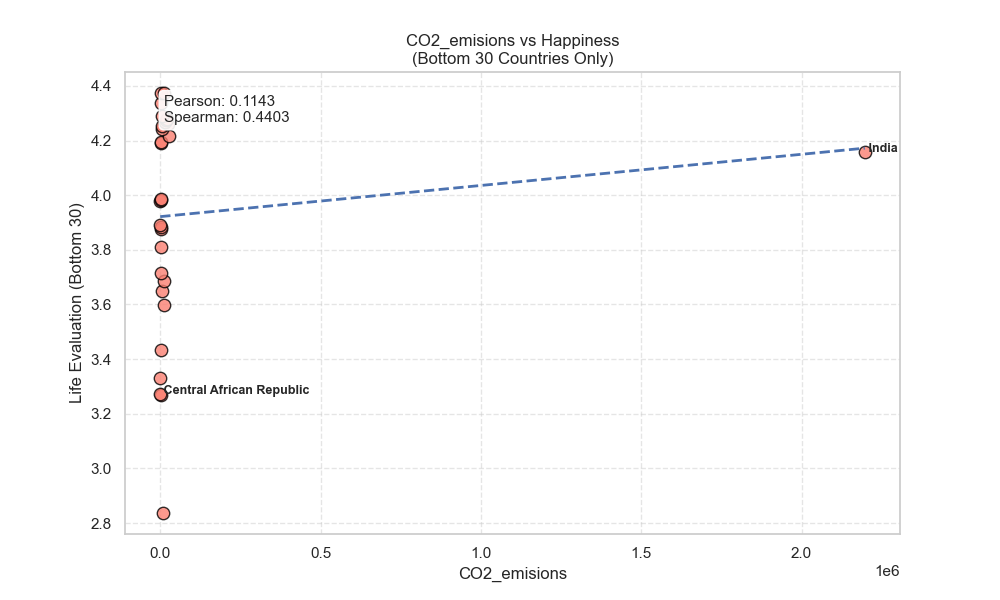 CO2_emisions vs Happiness
(Bottom 30 Countries Only)
4.4
4.2
4.0
3.8
3.6
3.4
3.2
3.0
2.8
Life Evaluation (Bottom 30)
Pearson: 0.1143
Spearman: 0.4403
India
Central African Republic
0.0
0.5
1.0
1.5
2.0
1e6
CO2_emisions